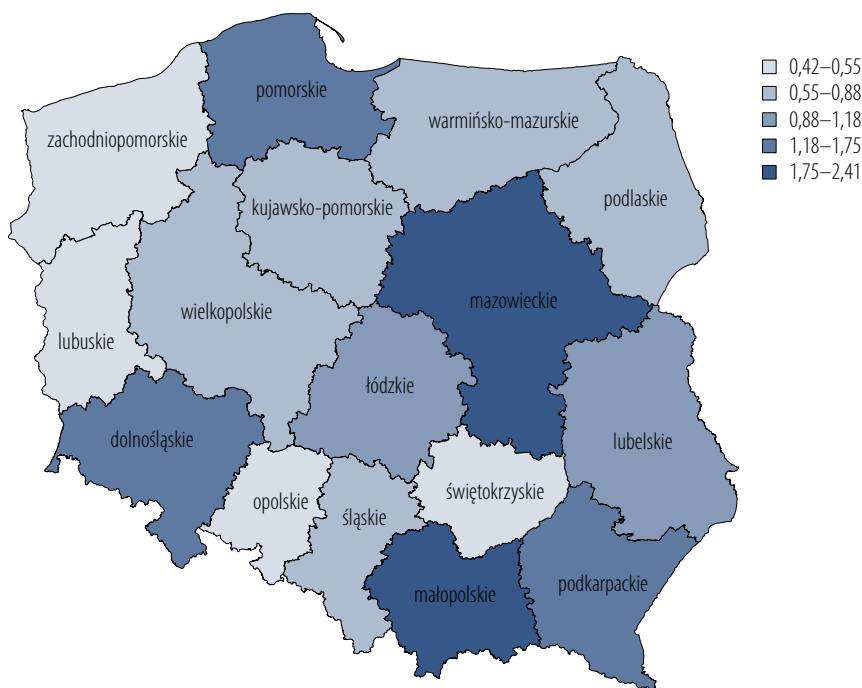 0,42–0,55
0,55–0,88
0,88–1,18
1,18–1,75
1,75–2,41
pomorskie
warmińsko-mazurskie
zachodniopomorskie
podlaskie
kujawsko-pomorskie
mazowieckie
wielkopolskie
lubuskie
łódzkie
dolnośląskie
lubelskie
świętokrzyskie
opolskie
śląskie
podkarpackie
małopolskie